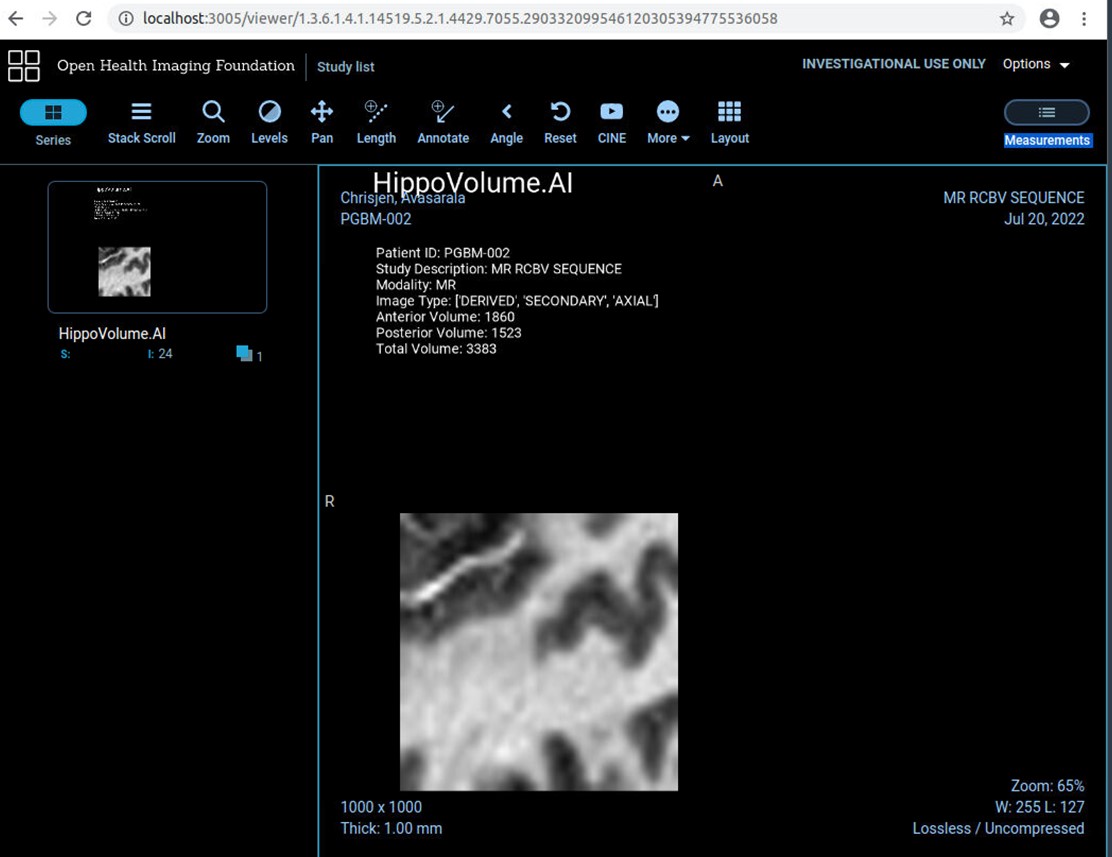 localhost:3005/viewer/1.3.6.1.4.1.14519.5.2.1.4429.7055.290332099546120305394775536058
Open Health Imaging Foundation
Study list
INVESTIGATIONAL USE ONLY
Options
Series
Stack Scroll
Zoom
Levels
Pan
Length
Annotate
Angle
Reset
CINE
More
Layout
Measurements
HippoVolume.AI
S:
I: 24
1
HippoVolume.AI
A
Chrisjen, Avasarala
PGBM-002
MR RCBV SEQUENCE
Jul 20, 2022
Patient ID: PGBM-002
Study Description: MR RCBV SEQUENCE
Modality: MR
Image Type: ['DERIVED', 'SECONDARY', 'AXIAL']
Anterior Volume: 1860
Posterior Volume: 1523
Total Volume: 3383
R
1000 x 1000
Thick: 1.00 mm
Zoom: 65%
W: 255 L: 127
Lossless / Uncompressed